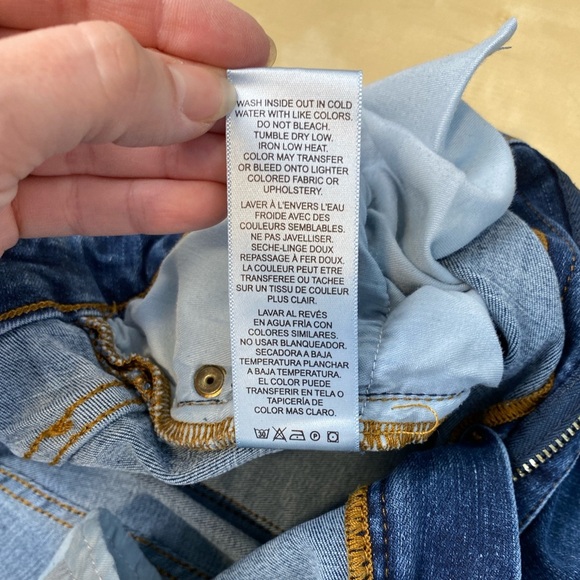 WASH INSIDE OUT IN COLD
WATER WITH LIKE COLORS.
DO NOT BLEACH.
TUMBLE DRY LOW.
IRON LOW HEAT.
COLOR MAY TRANSFER
OR BLEED ONTO LIGHTER
COLORED FABRIC OR
UPHOLSTERY.
LAVER À L'ENVERS L'EAU
FROIDE AVEC DES
COULEURS SEMBLABLES.
NE PAS JAVELLISER.
SECHE-LINGE DOUX
REPASSAGE À FER DOUX.
LA COULEUR PEUT ETRE
TRANSFEREE OU TACHEE
SUR UN TISSU DE COULEUR
PLUS CLAIR.
LAVAR AL REVÉS
EN AGUA FRÍA CON
COLORES SIMILARES.
NO USAR BLANQUEADOR.
SECADORA A BAJA
TEMPERATURA PLANCHAR
A BAJA TEMPERATURA.
EL COLOR PUEDE
TRANSFERIR EN TELA O
TAPICERÍA DE
COLOR MAS CLARO.